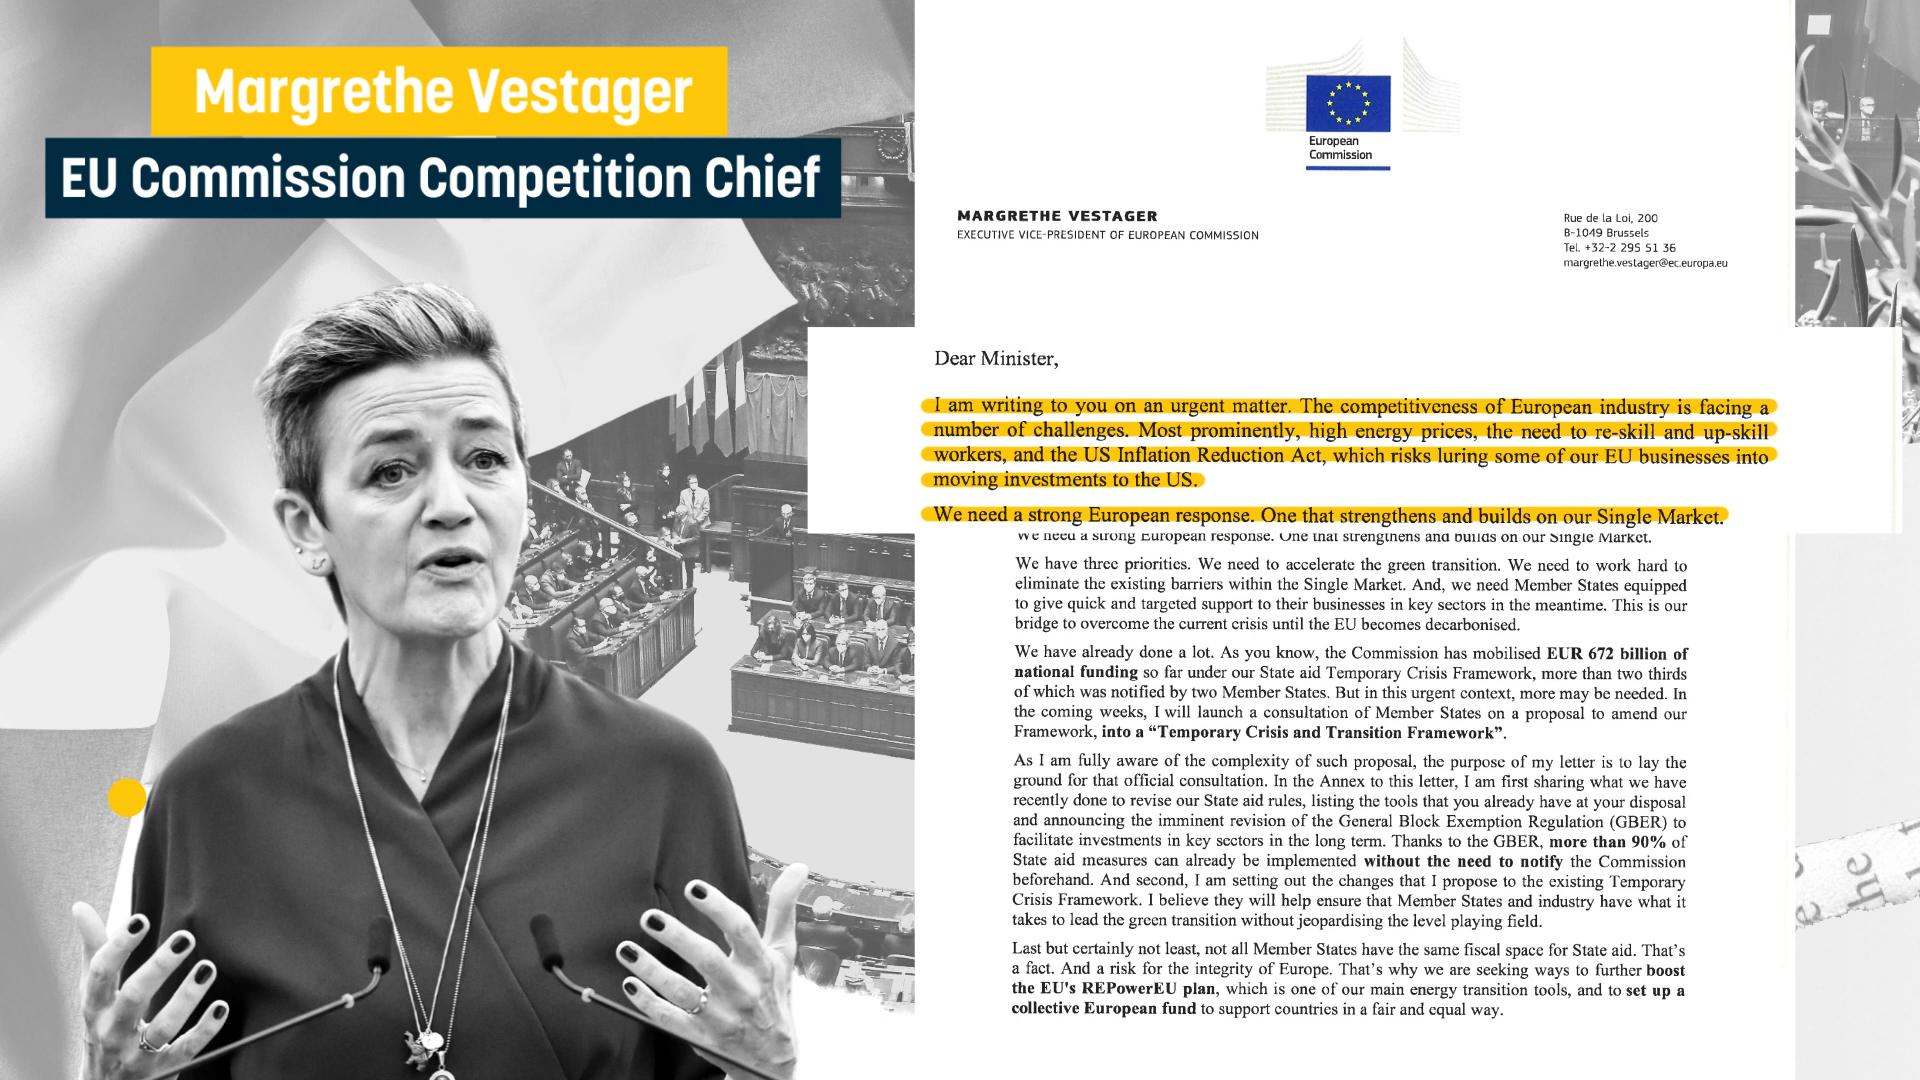 Margrethe Vestager
EU Commission Competition Chief
European
Commission
MARGRETHE VESTAGER
EXECUTIVE VICE-PRESIDENT OF EUROPEAN COMMISSION
Rue de la Loi, 200
B-1049 Brussels
Tel. +32-2 295 51 36
margrethe.vestager@ec.europa.eu
Dear Minister,
I am writing to you on an urgent matter. The competitiveness of European industry is facing a
number of challenges. Most prominently, high energy prices, the need to re-skill and up-skill
workers, and the US Inflation Reduction Act, which risks luring some of our EU businesses into
moving investments to the US.
We need a strong European response. One that strengthens and builds on our Single Market.
We need a strong European response. One that strengthens and builds on our Single Market.
We have three priorities. We need to accelerate the green transition. We need to work hard to
eliminate the existing barriers within the Single Market. And, we need Member States equipped
to give quick and targeted support to their businesses in key sectors in the meantime. This is our
bridge to overcome the current crisis until the EU becomes decarbonised.
We have already done a lot. As you know, the Commission has mobilised EUR 672 billion of
national funding so far under our State aid Temporary Crisis Framework, more than two thirds
of which was notified by two Member States. But in this urgent context, more may be needed. In
the coming weeks, I will launch a consultation of Member States on a proposal to amend our
Framework, into a “Temporary Crisis and Transition Framework”.
As I am fully aware of the complexity of such proposal, the purpose of my letter is to lay the
ground for that official consultation. In the Annex to this letter, I am first sharing what we have
recently done to revise our State aid rules, listing the tools that you already have at your disposal
and announcing the imminent revision of the General Block Exemption Regulation (GBER) to
facilitate investments in key sectors in the long term. Thanks to the GBER, more than 90% of
State aid measures can already be implemented without the need to notify the Commission
beforehand. And second, I am setting out the changes that I propose to the existing Temporary
Crisis Framework. I believe they will help ensure that Member States and industry have what it
takes to lead the green transition without jeopardising the level playing field.
Last but certainly not least, not all Member States have the same fiscal space for State aid. That’s
a fact. And a risk for the integrity of Europe. That’s why we are seeking ways to further boost
the EU's REPowerEU plan, which is one of our main energy transition tools, and to set up a
collective European fund to support countries in a fair and equal way.
he